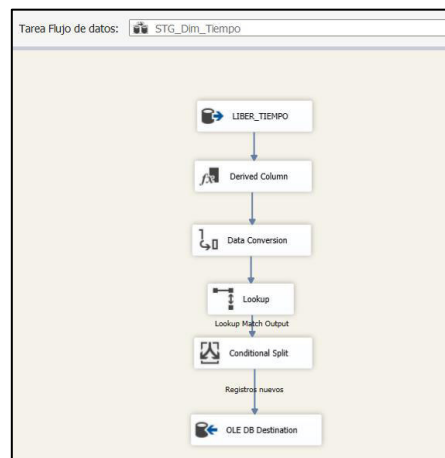 Tarea Flujo de datos: STG_Dim_Tiempo
LIBER_TIEMPO
Derived Column
Data Conversion
Lookup
Lookup Match Output
Conditional Split
Registros nuevos
OLE DB Destination